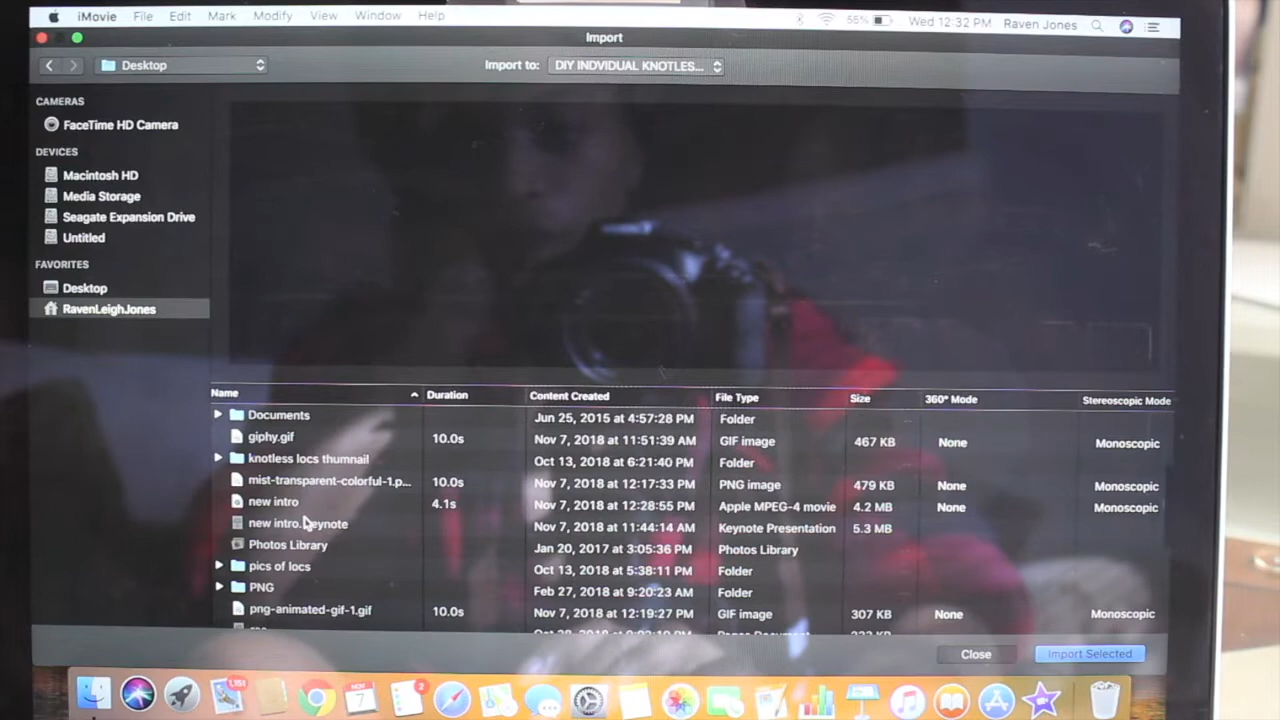 iMovie File Edit Mark Modify View Window Help 55% Wed 12:32 PM Raven Jones
Import
Desktop Import to: DIY INDVIDUAL KNOTLES...
CAMERAS
FaceTime HD Camera
DEVICES
Macintosh HD
Media Storage
Seagate Expansion Drive
Untitled
FAVORITES
Desktop
RavenLeighJones
Name Duration Content Created File Type Size 360° Mode Stereoscopic Mode
Documents Jun 25, 2015 at 4:57:28 PM Folder
giphy.gif 10.0s Nov 7, 2018 at 11:51:39 AM GIF image 467 KB None Monoscopic
knotless locs thumnail Oct 13, 2018 at 6:21:40 PM Folder
mist-transparent-colorful-1.p... 10.0s Nov 7, 2018 at 12:17:33 PM PNG image 479 KB None Monoscopic
new intro 4.1s Nov 7, 2018 at 12:28:55 PM Apple MPEG-4 movie 4.2 MB None Monoscopic
new intro.keynote Nov 7, 2018 at 11:44:14 AM Keynote Presentation 5.3 MB
Photos Library Jan 20, 2017 at 3:05:36 PM Photos Library
pics of locs Oct 13, 2018 at 5:38:11 PM Folder
PNG Feb 27, 2018 at 9:20:23 AM Folder
png-animated-gif-1.gif 10.0s Nov 7, 2018 at 12:19:27 PM GIF image 307 KB None Monoscopic
Close Import Selected
1,151
NOV
7
2